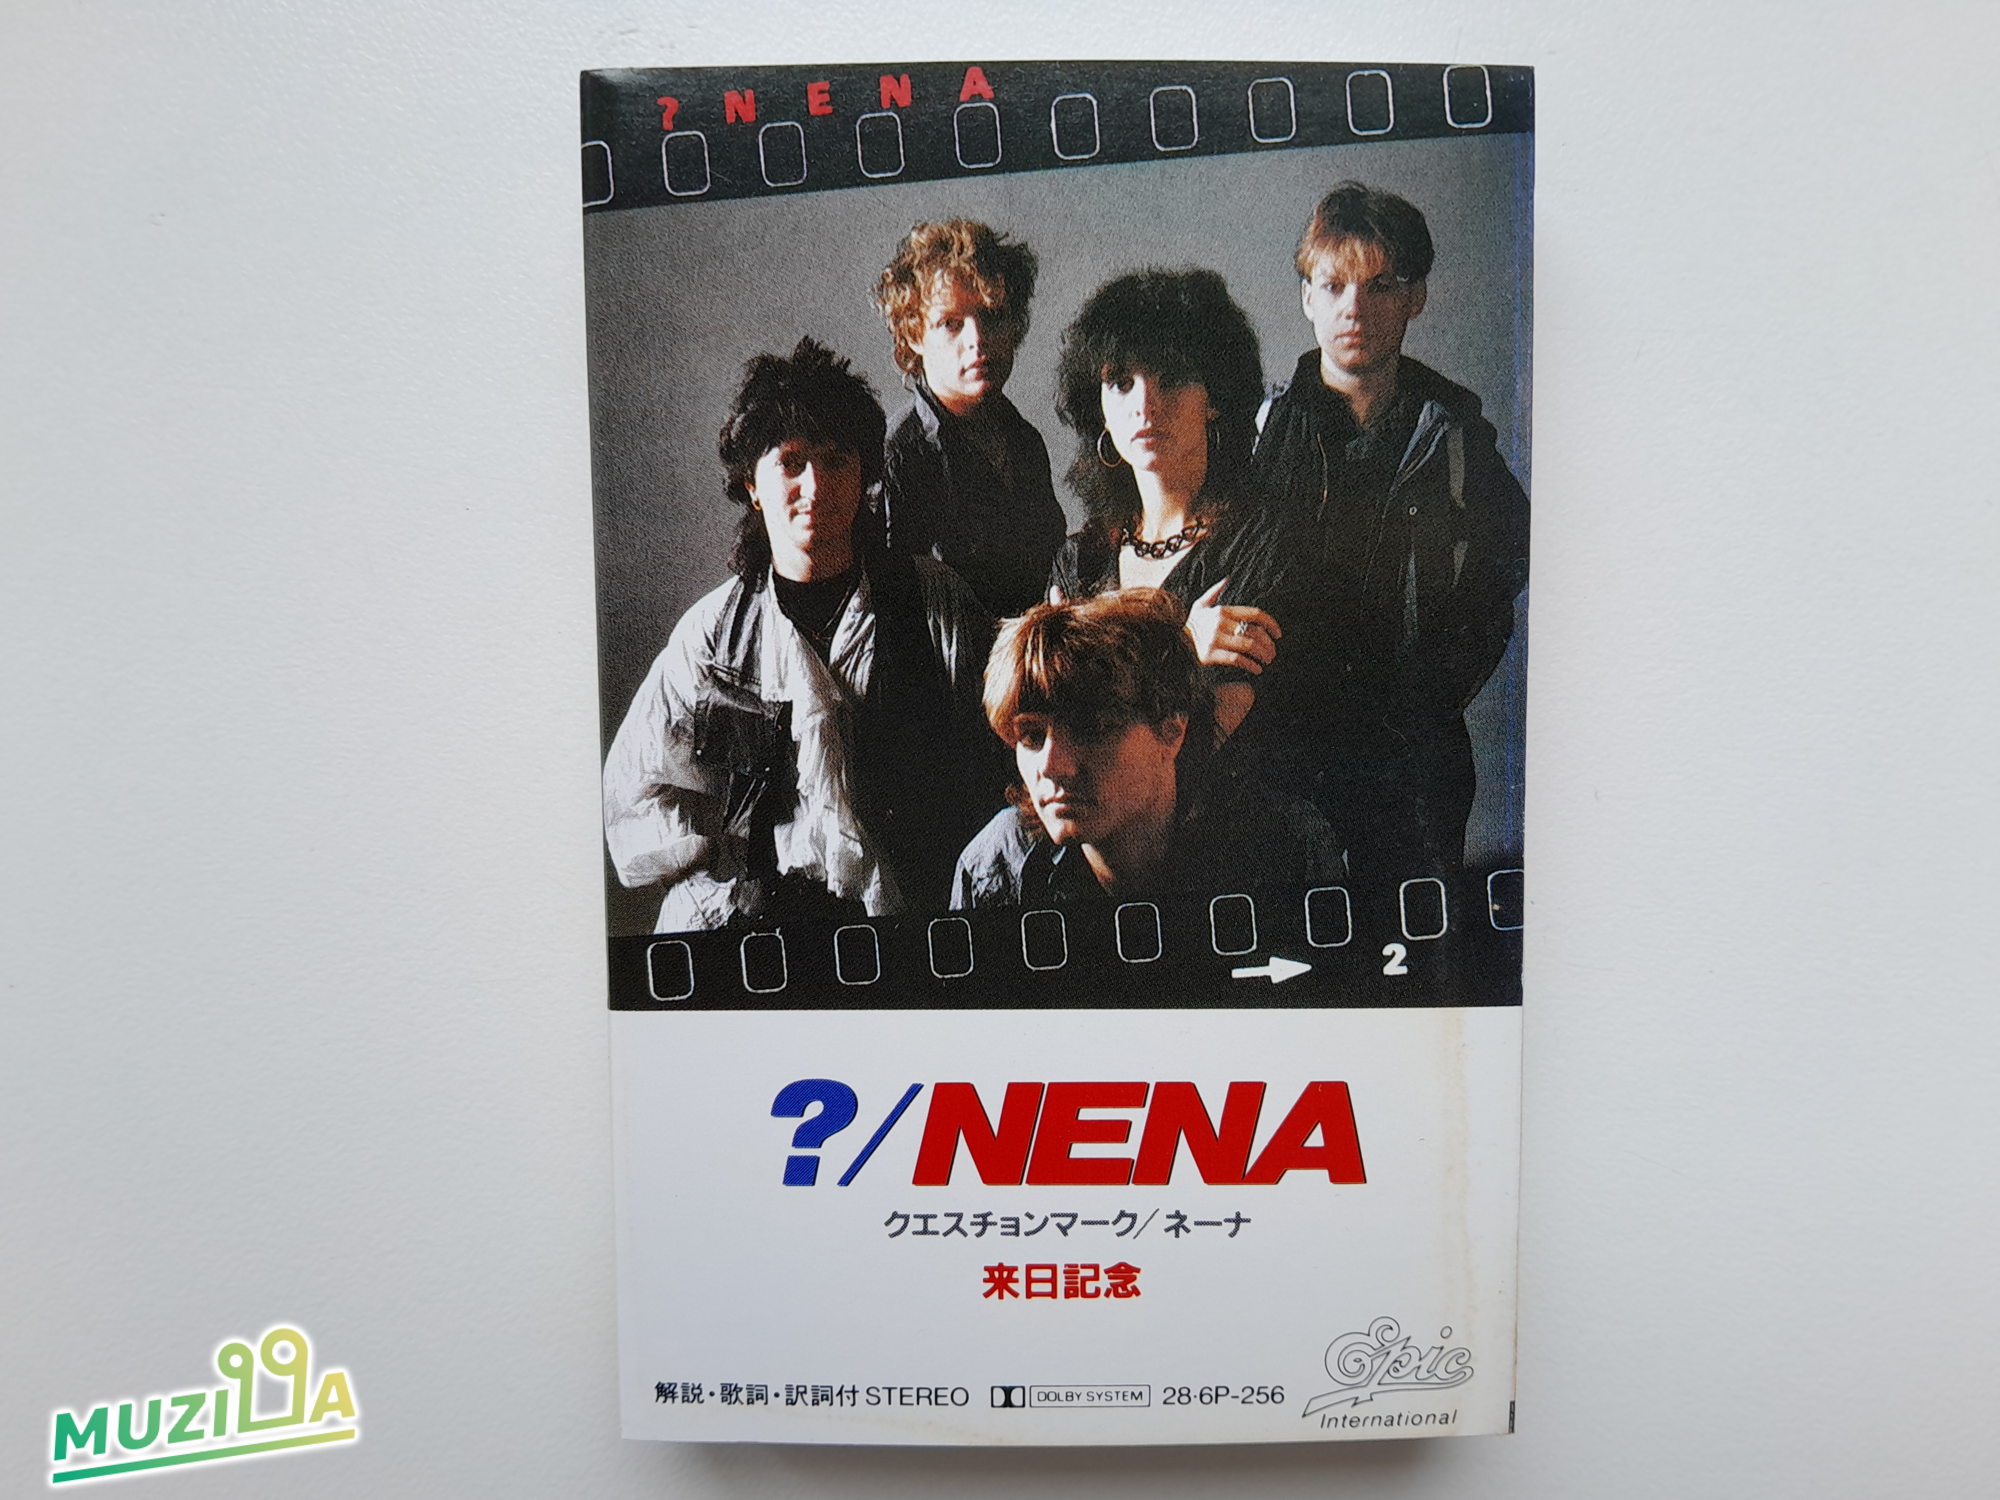 ? NENA
2
?/NENA
クエスチョンマーク/ネーナ
来日記念
解説・歌詞・訳詞付 STEREO DOLBY SYSTEM 28・6P-256
Epic
International
MUZIQQA